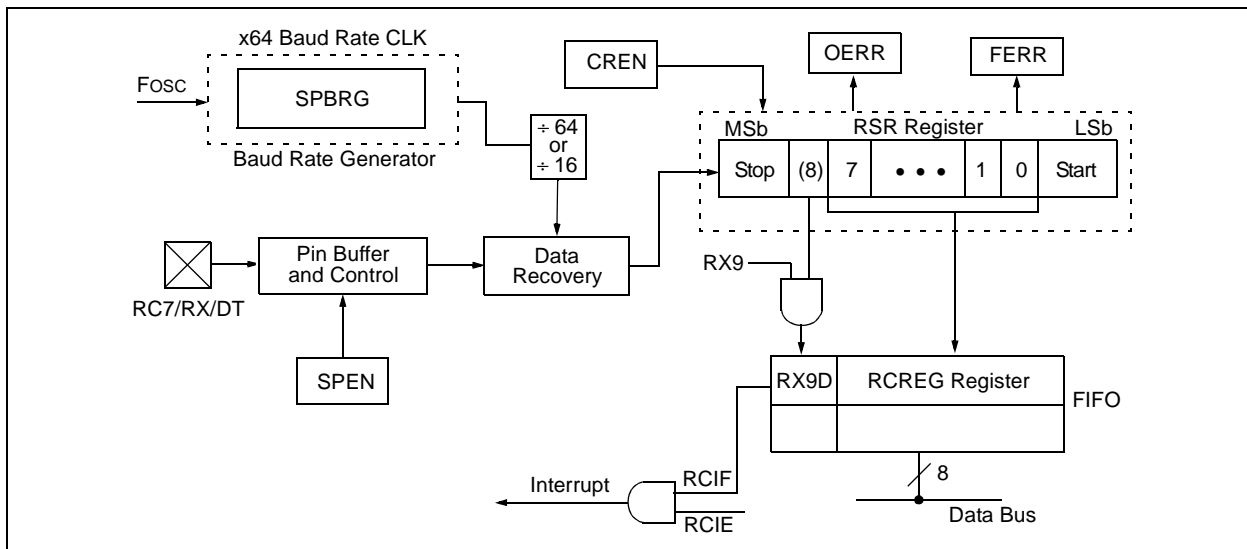 x64 Baud Rate CLK
FOSC
SPBRG
Baud Rate Generator
÷ 64
or
÷ 16
CREN
OERR
FERR
MSb
RSR Register
LSb
Stop
(8)
7
• • •
1
0
Start
RC7/RX/DT
Pin Buffer
and Control
SPEN
Data
Recovery
RX9
RX9D
RCREG Register
FIFO
8
Data Bus
Interrupt
RCIF
RCIE